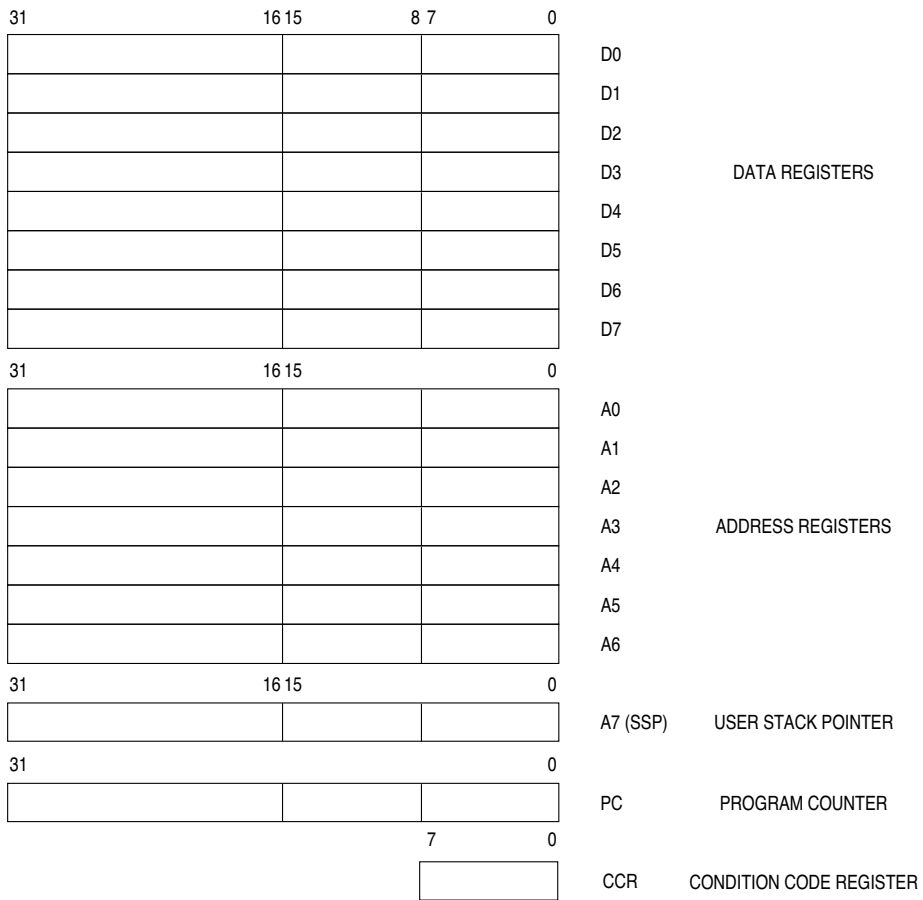 31 16 15 8 7 0
D0
D1
D2
D3 DATA REGISTERS
D4
D5
D6
D7
31 16 15 0
A0
A1
A2
A3 ADDRESS REGISTERS
A4
A5
A6
31 16 15 0
A7 (SSP) USER STACK POINTER
31 0
PC PROGRAM COUNTER
7 0
CCR CONDITION CODE REGISTER